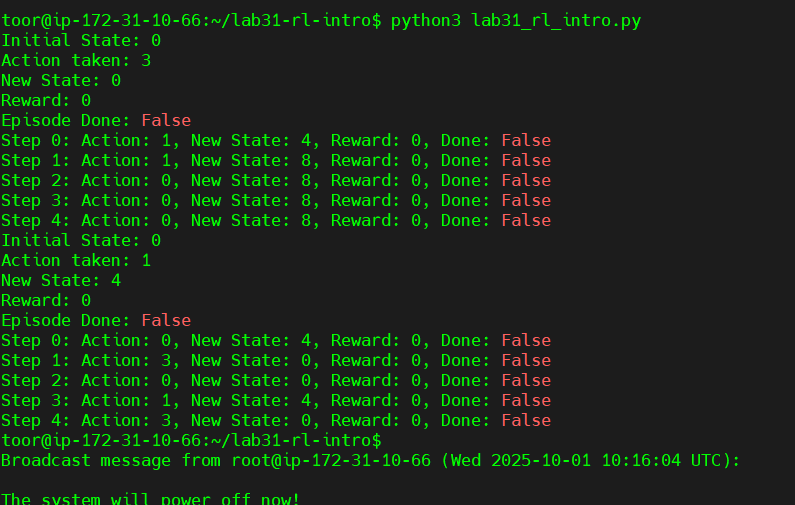 toor@ip-172-31-10-66:~/lab31-rl-intro$ python3 lab31_rl_intro.py
Initial State: 0
Action taken: 3
New State: 0
Reward: 0
Episode Done: False
Step 0: Action: 1, New State: 4, Reward: 0, Done: False
Step 1: Action: 1, New State: 8, Reward: 0, Done: False
Step 2: Action: 0, New State: 8, Reward: 0, Done: False
Step 3: Action: 0, New State: 8, Reward: 0, Done: False
Step 4: Action: 0, New State: 8, Reward: 0, Done: False
Initial State: 0
Action taken: 1
New State: 4
Reward: 0
Episode Done: False
Step 0: Action: 0, New State: 4, Reward: 0, Done: False
Step 1: Action: 3, New State: 0, Reward: 0, Done: False
Step 2: Action: 0, New State: 0, Reward: 0, Done: False
Step 3: Action: 1, New State: 4, Reward: 0, Done: False
Step 4: Action: 3, New State: 0, Reward: 0, Done: False
toor@ip-172-31-10-66:~/lab31-rl-intro$
Broadcast message from root@ip-172-31-10-66 (Wed 2025-10-01 10:16:04 UTC):
The system will power off now!